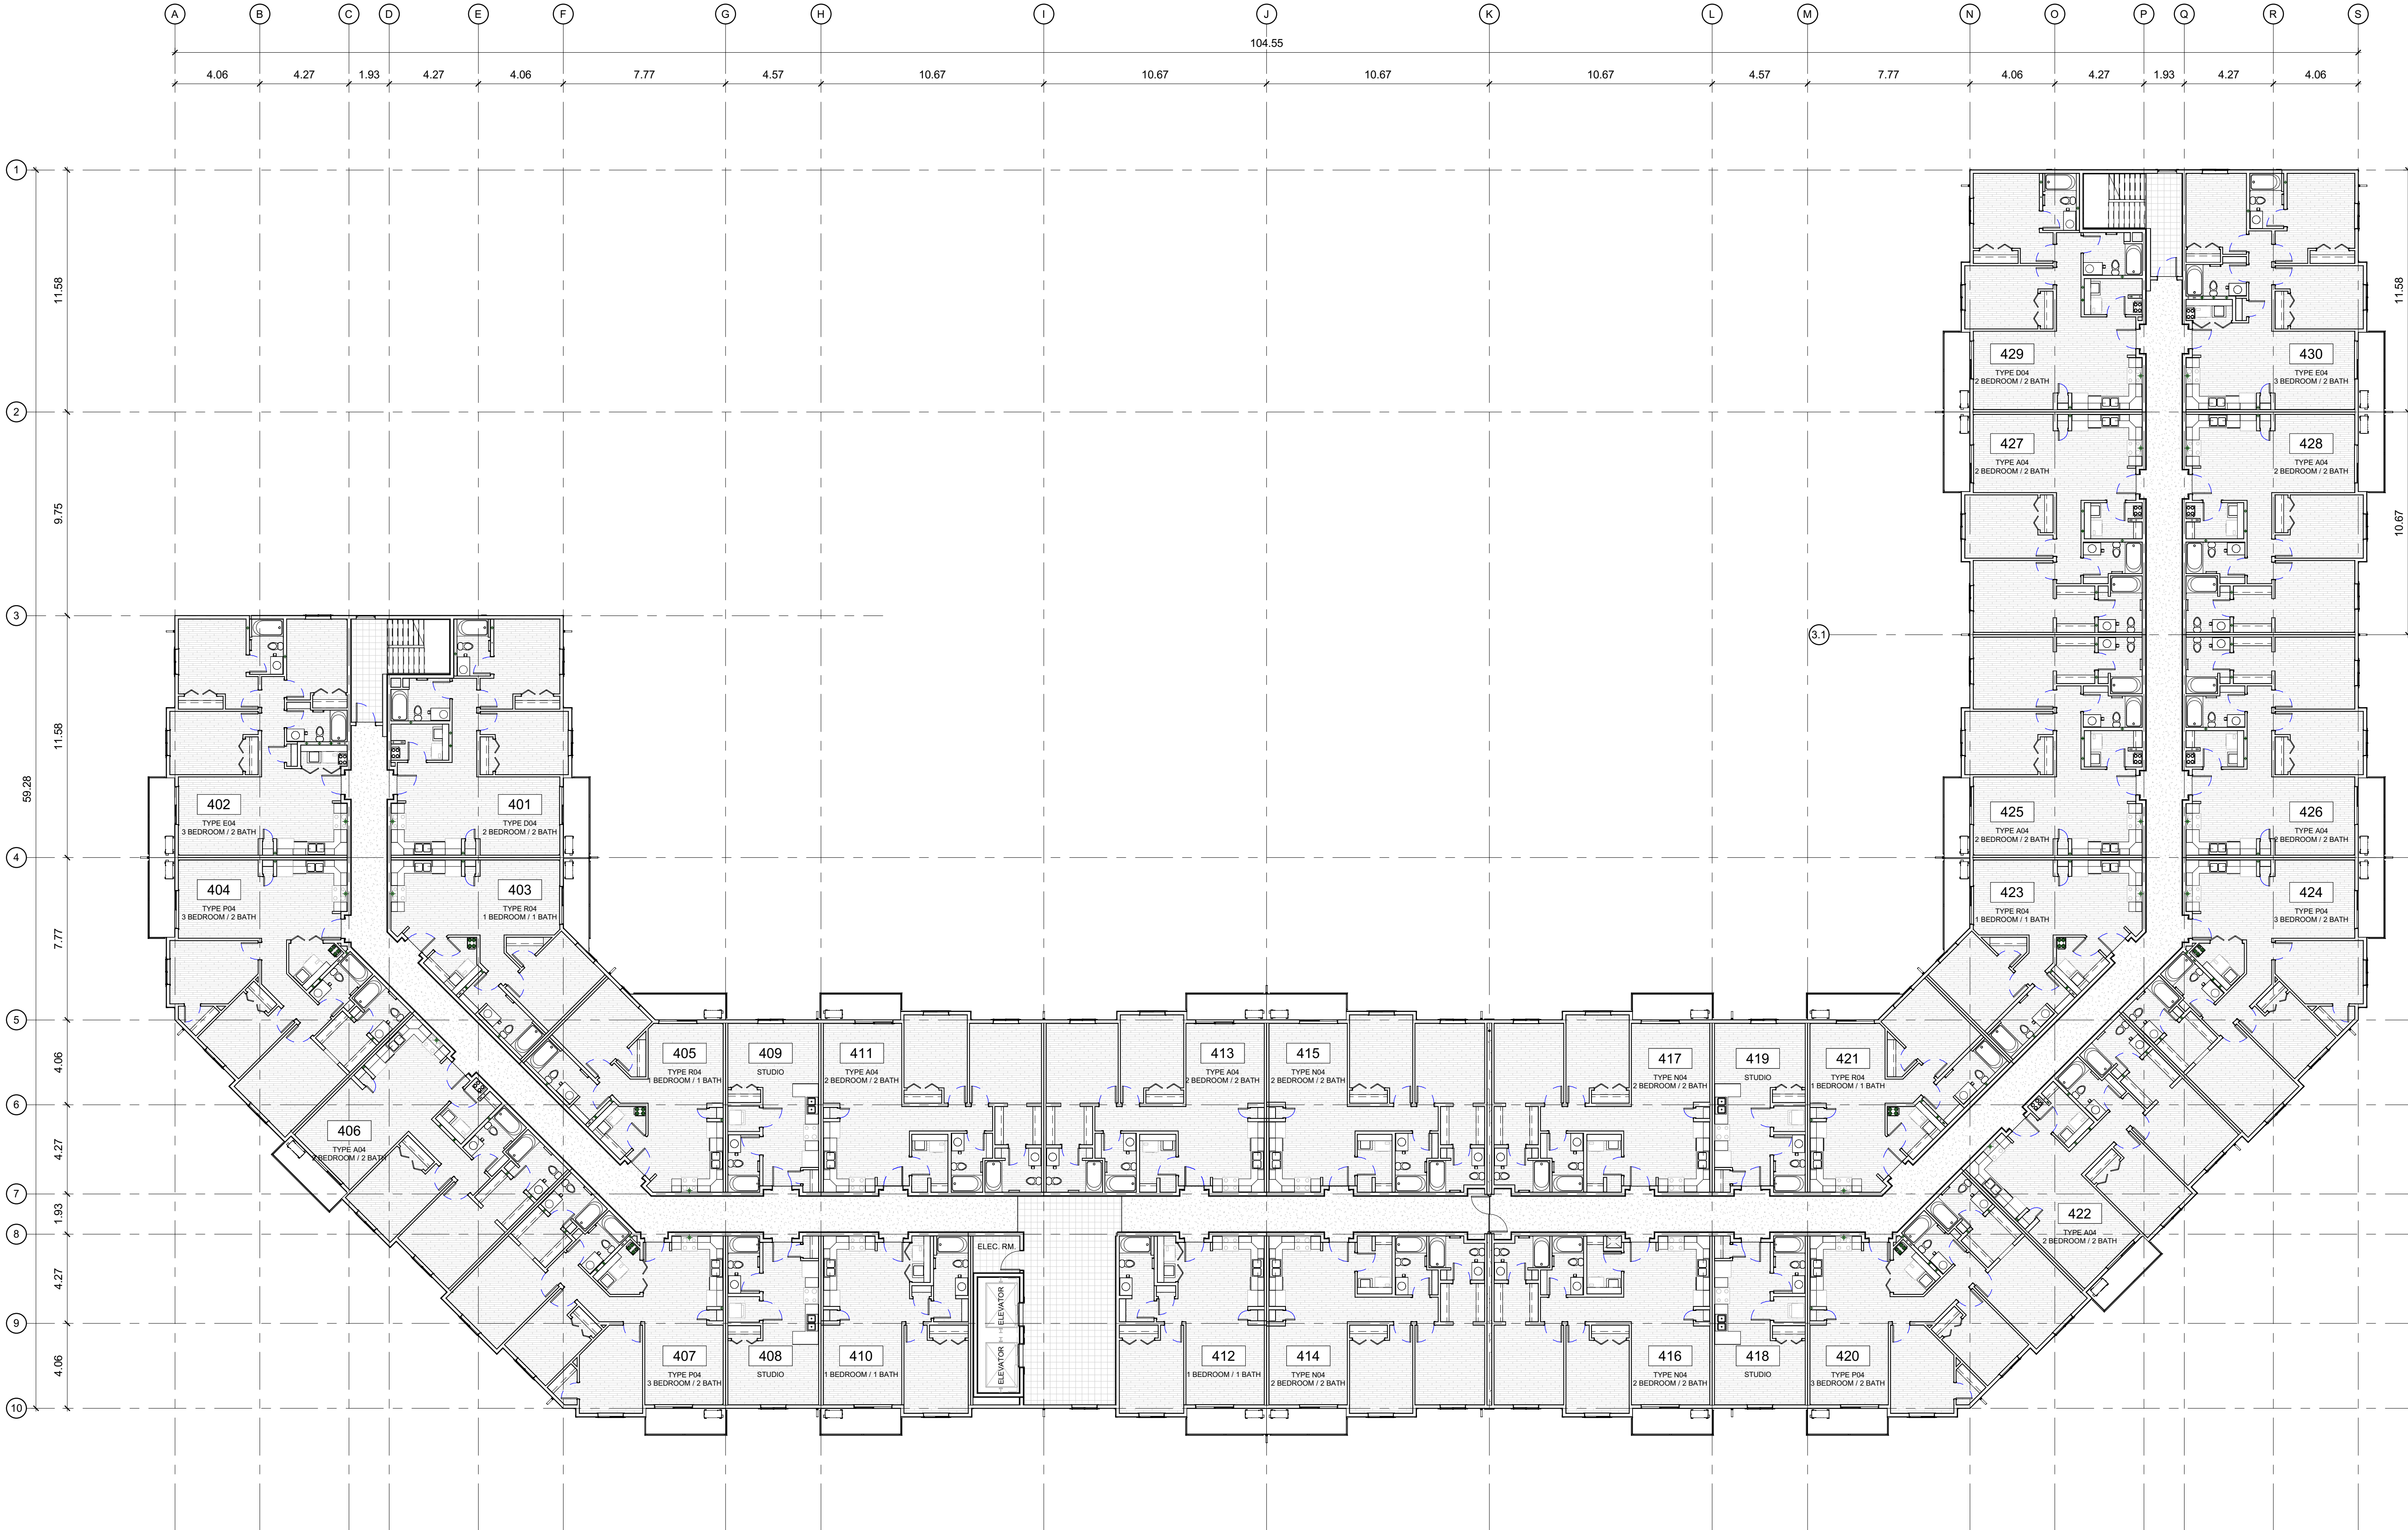 A B C D E F G H I J K L M N O P Q R S
104.55
4.06 4.27 1.93 4.27 4.06 7.77 4.57 10.67 10.67 10.67 10.67 4.57 7.77 4.06 4.27 1.93 4.27 4.06
1
11.58
11.58
429
TYPE D04
2 BEDROOM / 2 BATH
430
TYPE E04
3 BEDROOM / 2 BATH
2
9.75
10.67
427
TYPE A04
2 BEDROOM / 2 BATH
428
TYPE A04
2 BEDROOM / 2 BATH
3
3.1
11.58
59.28
402
TYPE E04
3 BEDROOM / 2 BATH
401
TYPE D04
2 BEDROOM / 2 BATH
425
TYPE A04
2 BEDROOM / 2 BATH
426
TYPE A04
2 BEDROOM / 2 BATH
4
404
TYPE P04
3 BEDROOM / 2 BATH
403
TYPE R04
1 BEDROOM / 1 BATH
423
TYPE R04
1 BEDROOM / 1 BATH
424
TYPE P04
3 BEDROOM / 2 BATH
7.77
5
4.06
405
TYPE R04
1 BEDROOM / 1 BATH
409
STUDIO
411
TYPE A04
2 BEDROOM / 2 BATH
413
TYPE A04
2 BEDROOM / 2 BATH
415
TYPE N04
2 BEDROOM / 2 BATH
417
TYPE N04
2 BEDROOM / 2 BATH
419
STUDIO
421
TYPE R04
1 BEDROOM / 1 BATH
6
406
TYPE A04
2 BEDROOM / 2 BATH
4.27
7
1.93
422
TYPE A04
2 BEDROOM / 2 BATH
8
ELEC. RM.
4.27
ELEVATOR
ELEVATOR
9
4.06
407
TYPE P04
3 BEDROOM / 2 BATH
408
STUDIO
410
1 BEDROOM / 1 BATH
412
1 BEDROOM / 1 BATH
414
TYPE N04
2 BEDROOM / 2 BATH
416
TYPE N04
2 BEDROOM / 2 BATH
418
STUDIO
420
TYPE P04
3 BEDROOM / 2 BATH
10